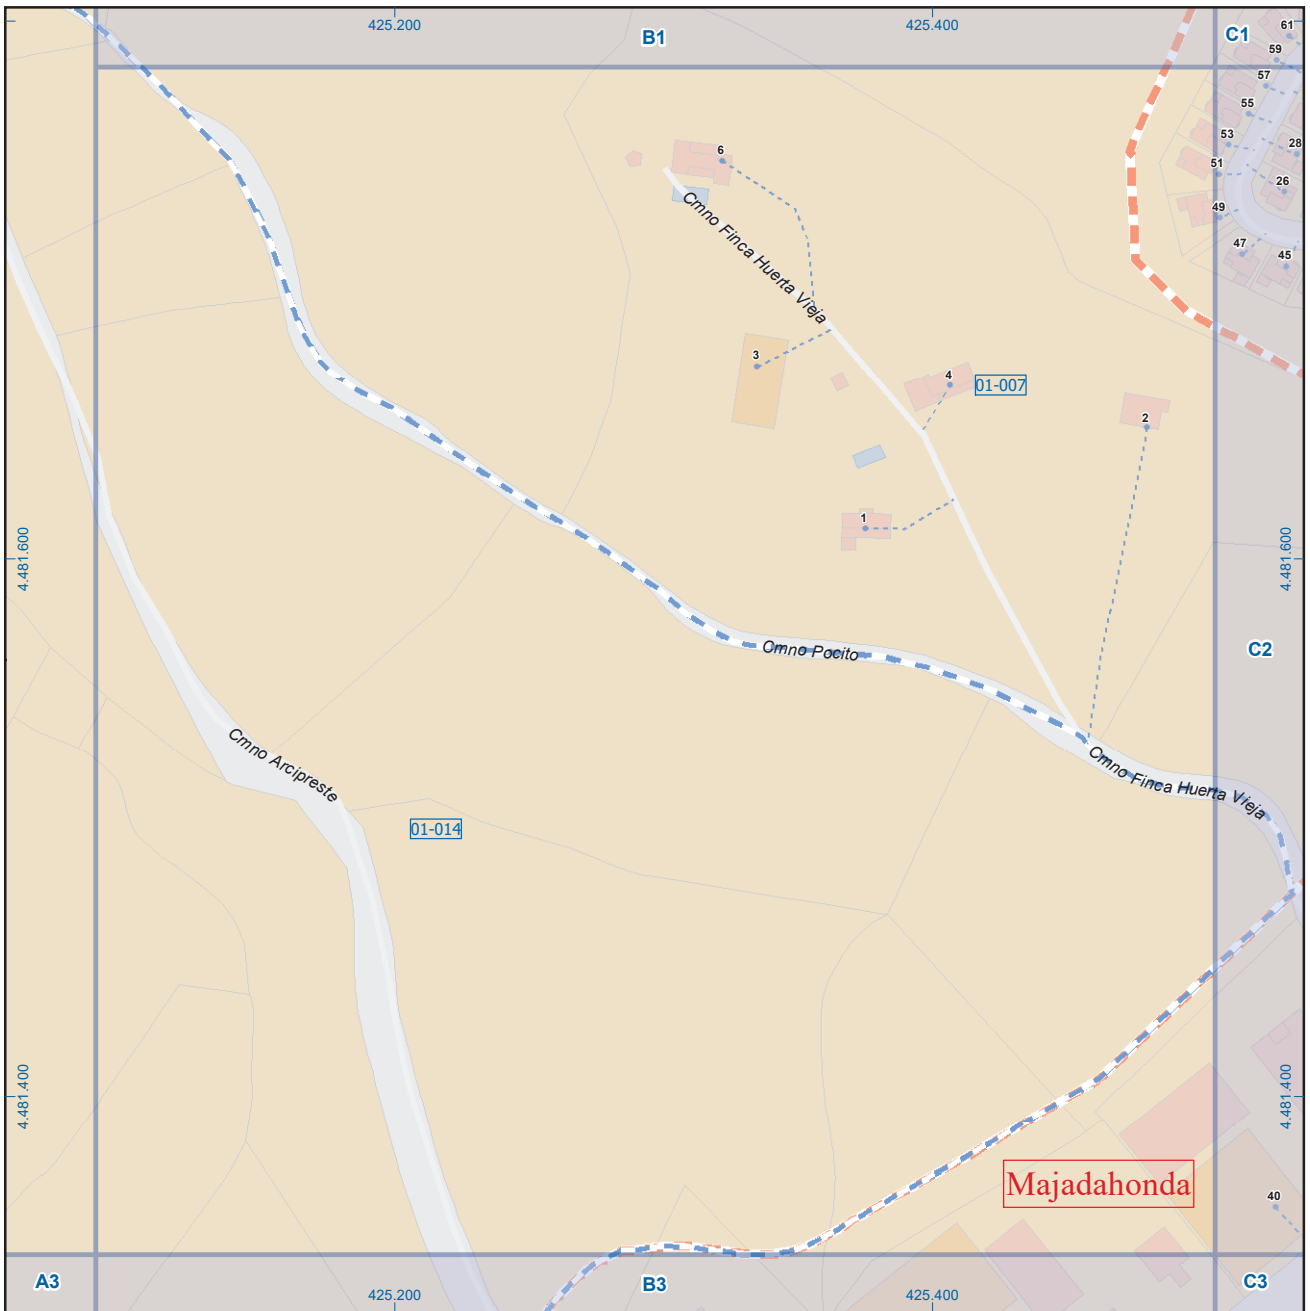 425.200
425.400
B1
C1
61
59
57
55
53
51
49
47
45
28
26
6
Cmno Finca Huerta Vieja
3
4
01-007
2
1
4.481.600
4.481.600
C2
Cmno Pocito
Cmno Finca Huerta Vieja
Cmno Arcipreste
01-014
4.481.400
4.481.400
Majadahonda
40
A3
B3
C3
425.200
425.400